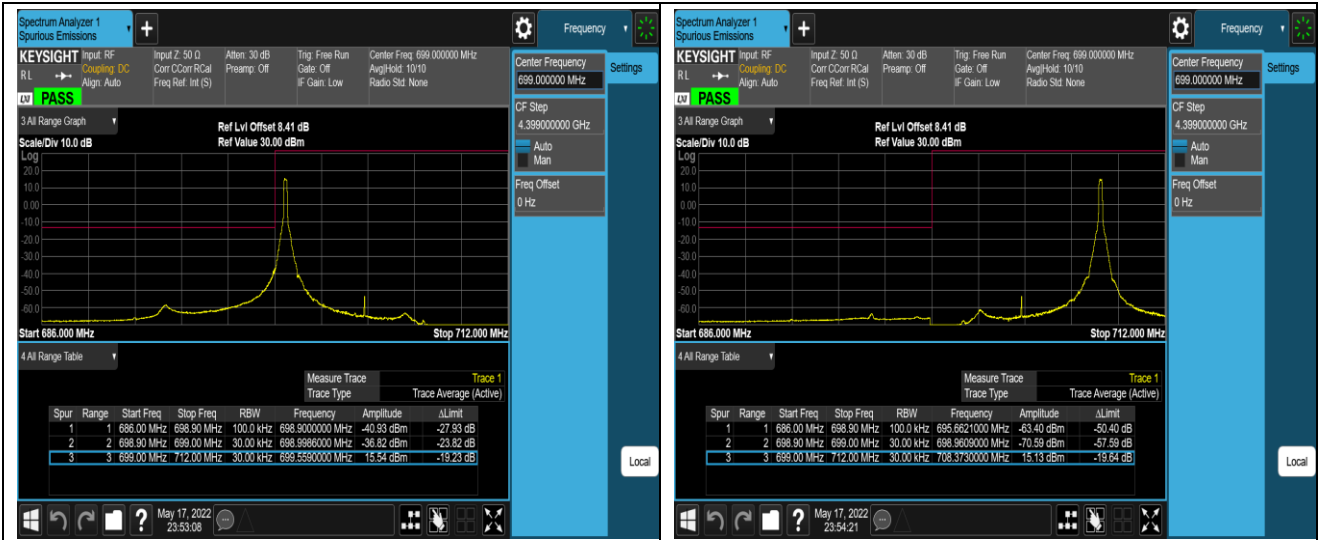 Spectrum Analyzer 1
Spurious Emissions
+
Frequency
KEYSIGHT Input: RF Input Z: 50 Ω Atten: 30 dB Trig: Free Run Center Freq: 699.000000 MHz
RL Coupling: DC Corr CCorr RCal Preamp: Off Gate: Off Avg|Hold: 10/10
Align: Auto Freq Ref: Int (S) IF Gain: Low Radio Std: None
LXI PASS
Center Frequency
699.000000 MHz
Settings
CF Step
4.399000000 GHz
Auto
Man
Freq Offset
0 Hz
3 All Range Graph
Ref Lvl Offset 8.41 dB
Scale/Div 10.0 dB Ref Value 30.00 dBm
Log
20.0
10.0
0.00
-10.0
-20.0
-30.0
-40.0
-50.0
-60.0
Start 686.000 MHz Stop 712.000 MHz
4 All Range Table
Measure Trace Trace 1
Trace Type Trace Average (Active)
Spur Range Start Freq Stop Freq RBW Frequency Amplitude ΔLimit
1 1 686.00 MHz 698.90 MHz 100.0 kHz 698.9000000 MHz -40.93 dBm -27.93 dB
2 2 698.90 MHz 699.00 MHz 30.00 kHz 698.9986000 MHz -36.82 dBm -23.82 dB
3 3 699.00 MHz 712.00 MHz 30.00 kHz 699.5590000 MHz 15.54 dBm -19.23 dB
Local
? May 17, 2022
23:53:08
Spectrum Analyzer 1
Spurious Emissions
+
Frequency
KEYSIGHT Input: RF Input Z: 50 Ω Atten: 30 dB Trig: Free Run Center Freq: 699.000000 MHz
RL Coupling: DC Corr CCorr RCal Preamp: Off Gate: Off Avg|Hold: 10/10
Align: Auto Freq Ref: Int (S) IF Gain: Low Radio Std: None
LXI PASS
Center Frequency
699.000000 MHz
Settings
CF Step
4.399000000 GHz
Auto
Man
Freq Offset
0 Hz
3 All Range Graph
Ref Lvl Offset 8.41 dB
Scale/Div 10.0 dB Ref Value 30.00 dBm
Log
20.0
10.0
0.00
-10.0
-20.0
-30.0
-40.0
-50.0
-60.0
Start 686.000 MHz Stop 712.000 MHz
4 All Range Table
Measure Trace Trace 1
Trace Type Trace Average (Active)
Spur Range Start Freq Stop Freq RBW Frequency Amplitude ΔLimit
1 1 686.00 MHz 698.90 MHz 100.0 kHz 695.6621000 MHz -63.40 dBm -50.40 dB
2 2 698.90 MHz 699.00 MHz 30.00 kHz 698.9609000 MHz -70.59 dBm -57.59 dB
3 3 699.00 MHz 712.00 MHz 30.00 kHz 708.3730000 MHz 15.13 dBm -19.64 dB
Local
? May 17, 2022
23:54:21